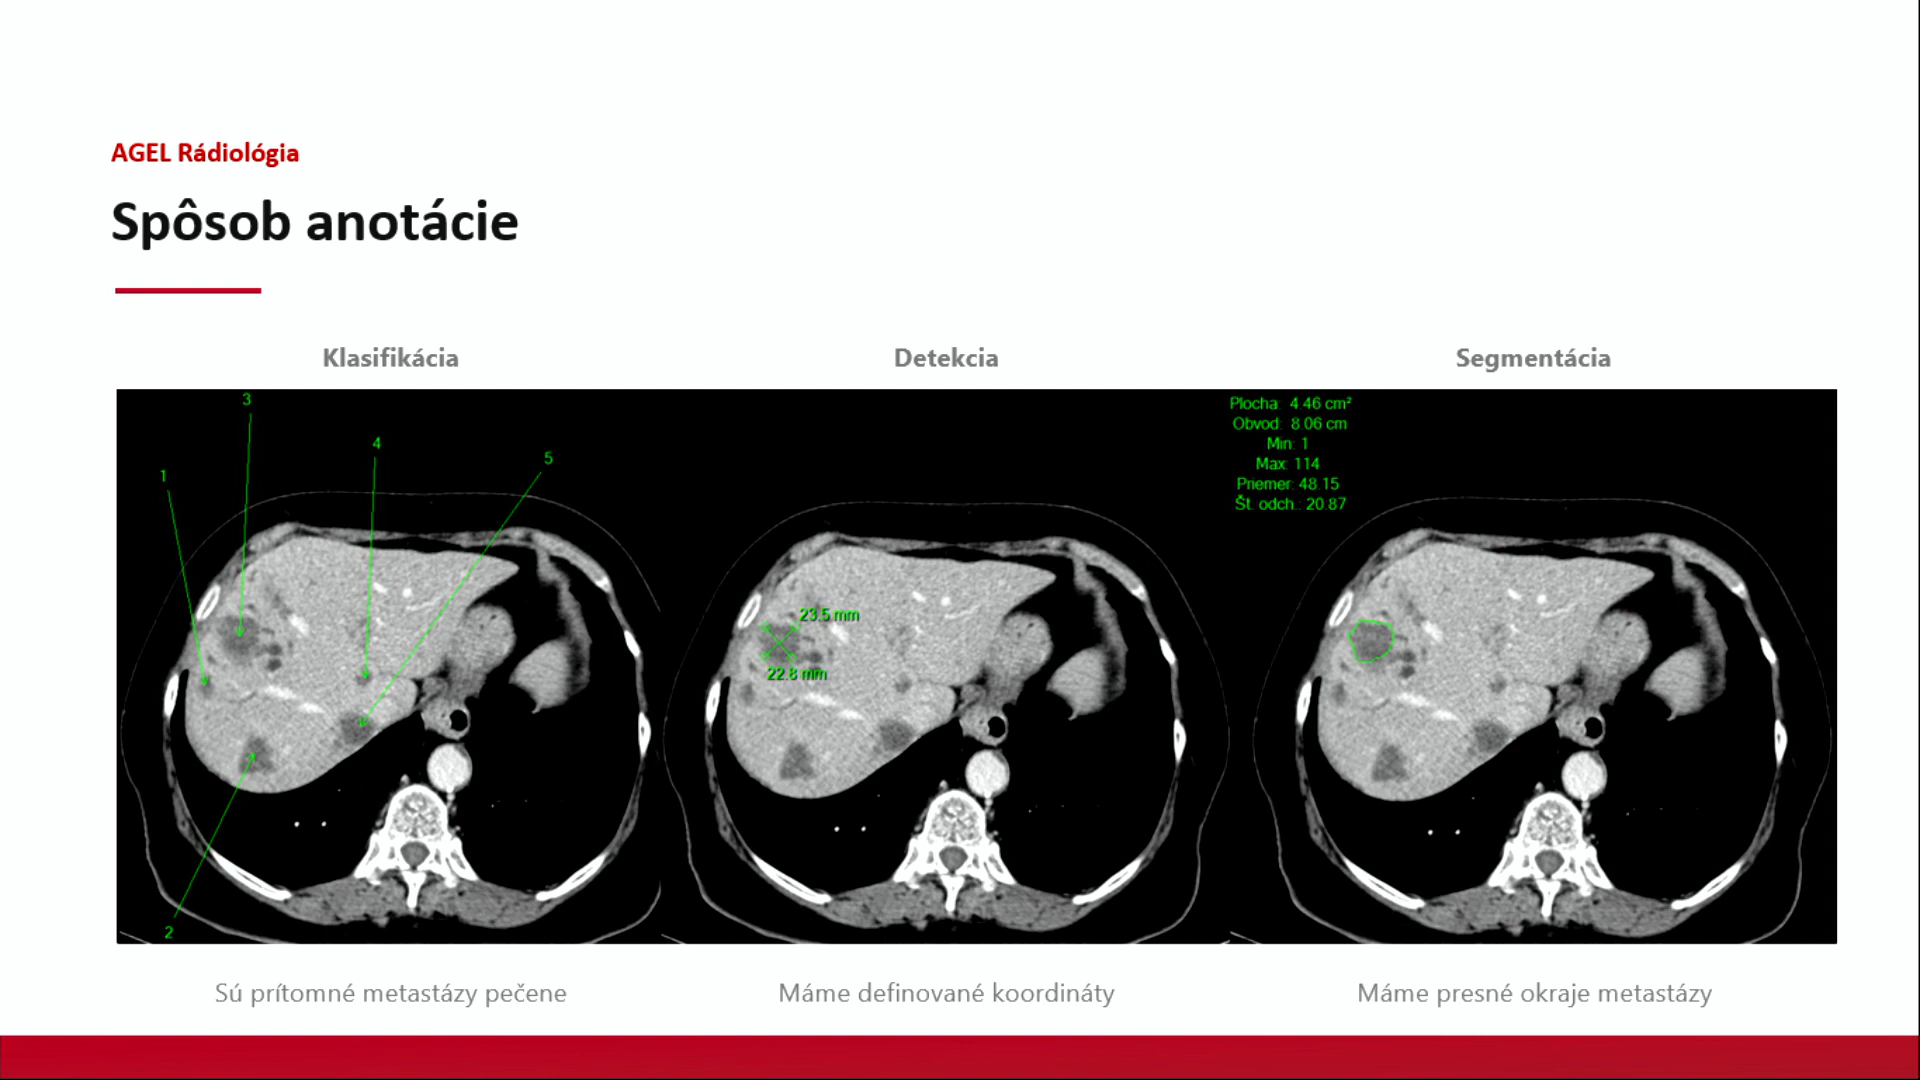 AGEL Rádiológia
Spôsob anotácie
Klasifikácia
Detekcia
Segmentácia
3
4
5
1
2
23.5 mm
22.8 mm
Plocha: 4.46 cm²
Obvod: 8.06 cm
Min: 1
Max: 114
Priemer: 48.15
Št. odch.: 20.87
Sú prítomné metastázy pečene
Máme definované koordináty
Máme presné okraje metastázy